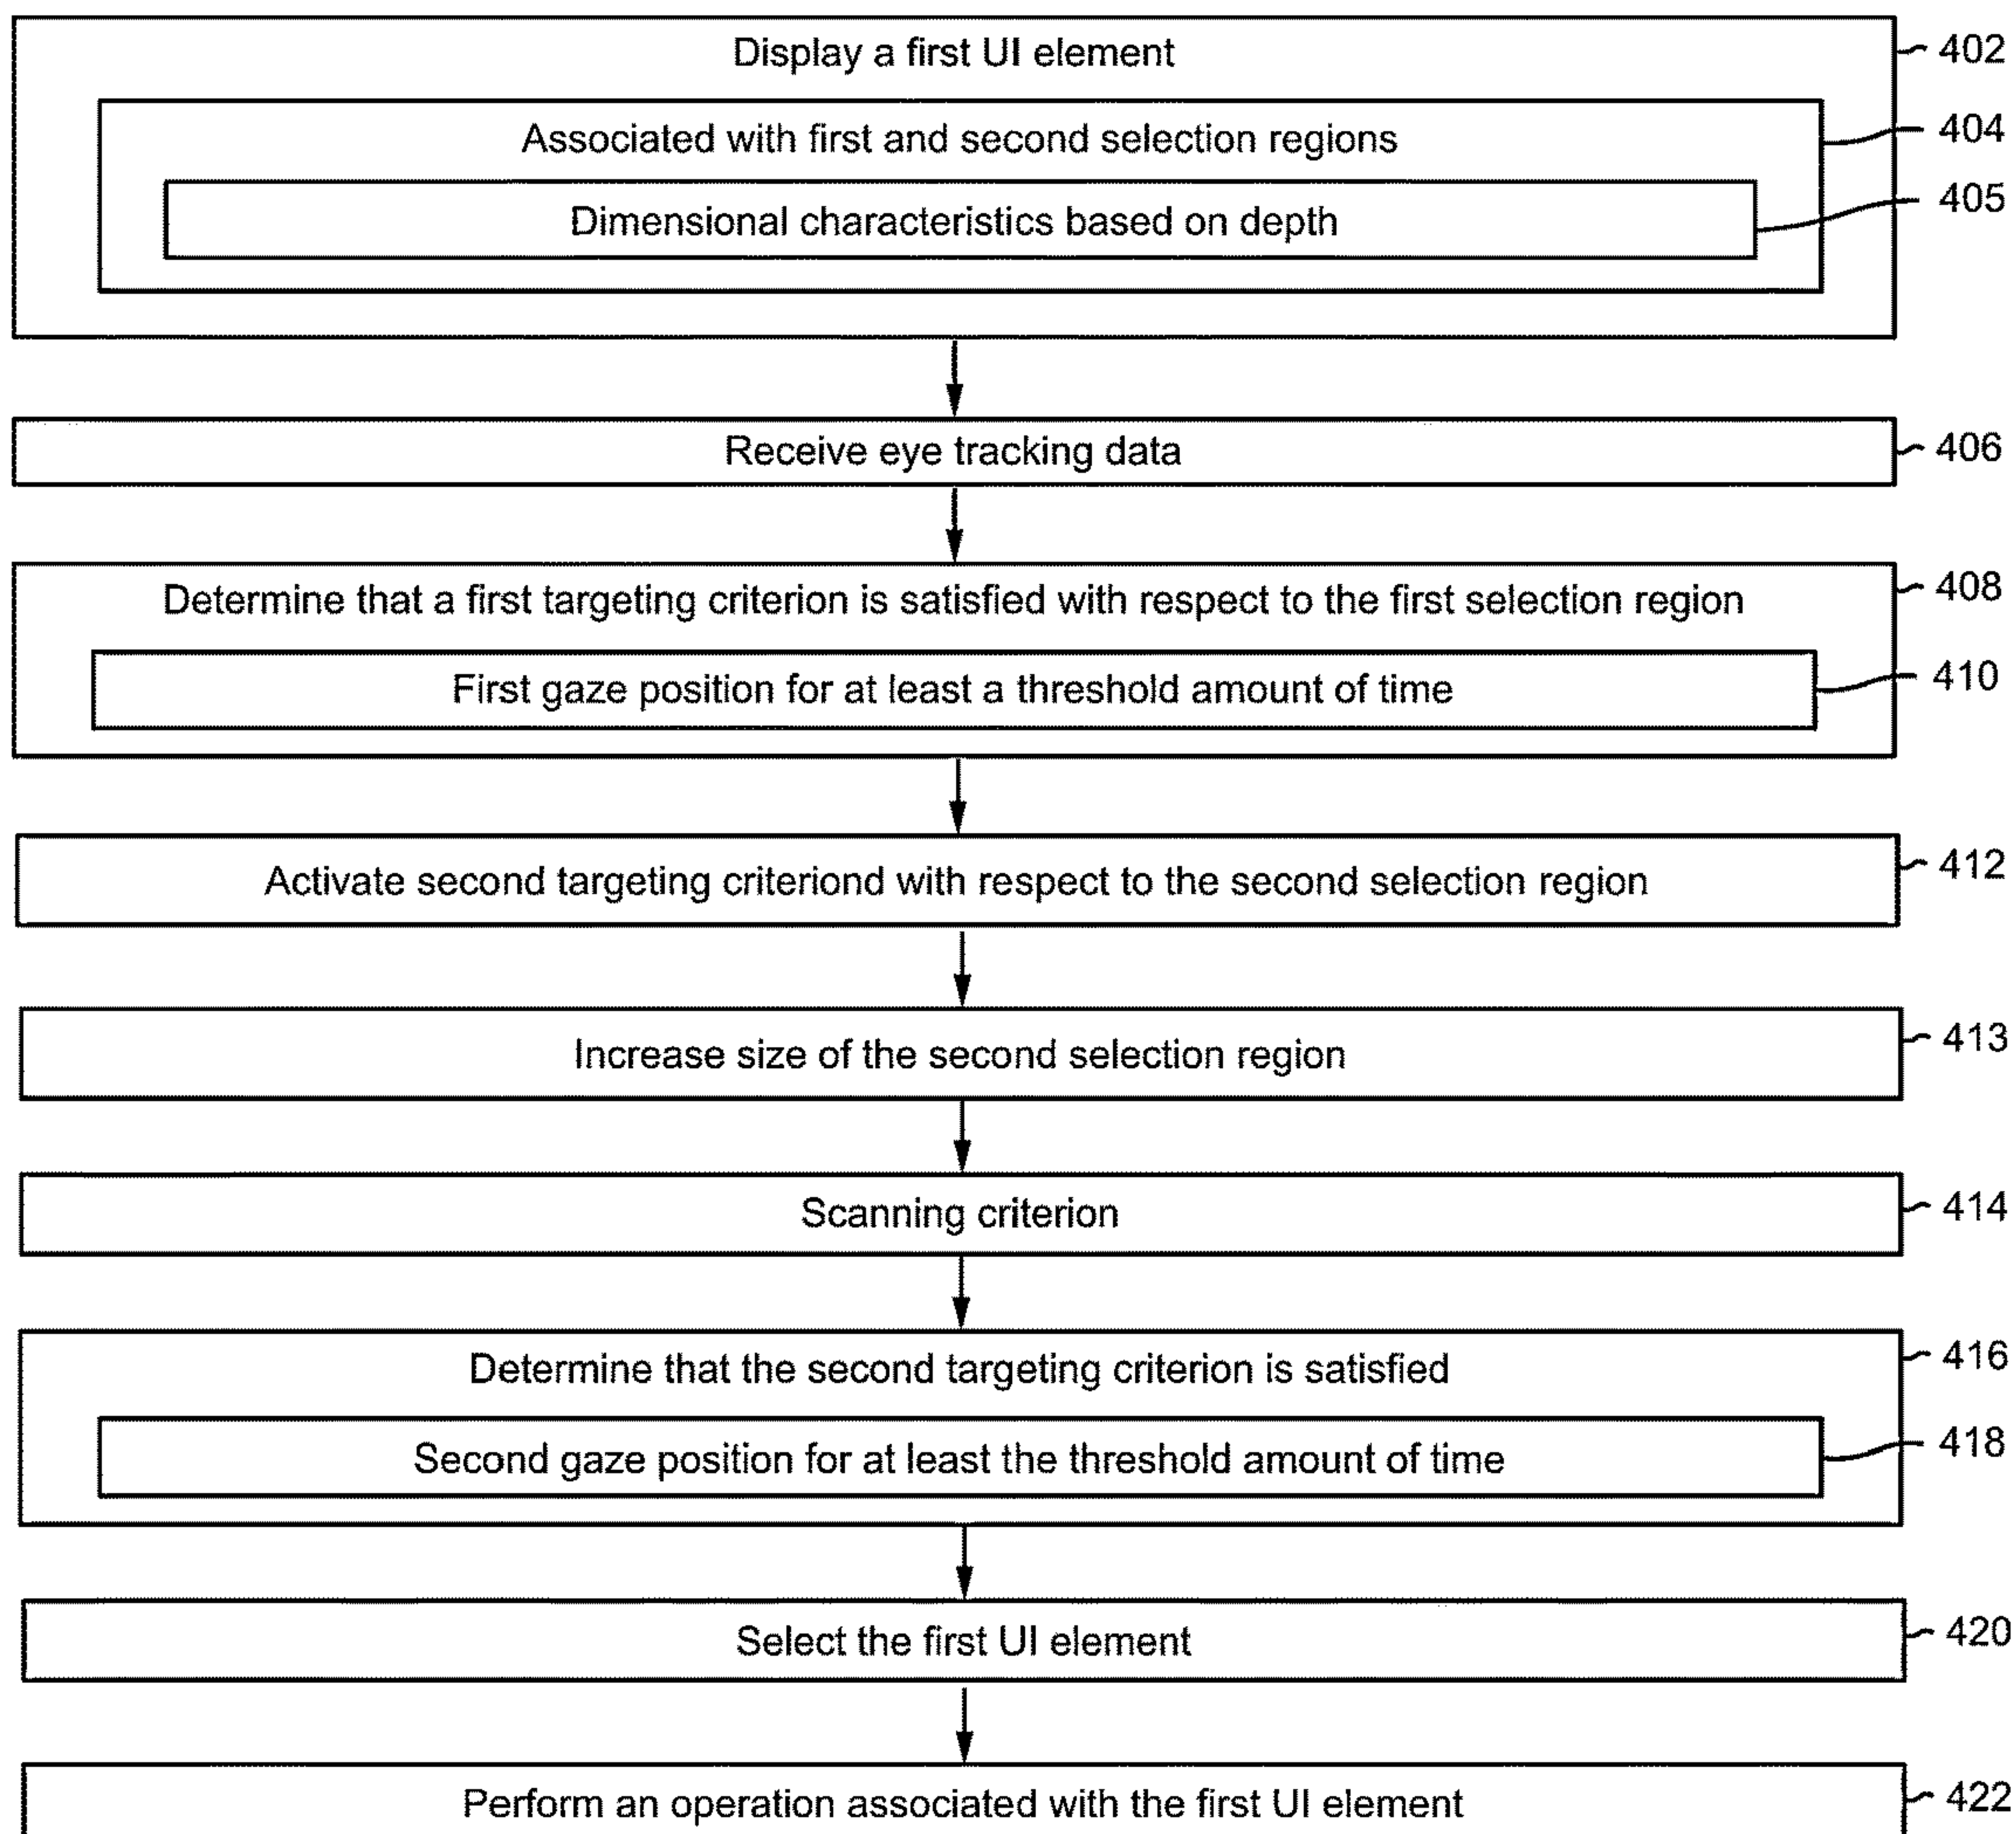 Display a first UI element
402
Associated with first and second selection regions
404
Dimensional characteristics based on depth
405
Receive eye tracking data
406
Determine that a first targeting criterion is satisfied with respect to the first selection region
408
First gaze position for at least a threshold amount of time
410
Activate second targeting criteriond with respect to the second selection region
412
Increase size of the second selection region
413
Scanning criterion
414
Determine that the second targeting criterion is satisfied
416
Second gaze position for at least the threshold amount of time
418
Select the first UI element
420
Perform an operation associated with the first UI element
422